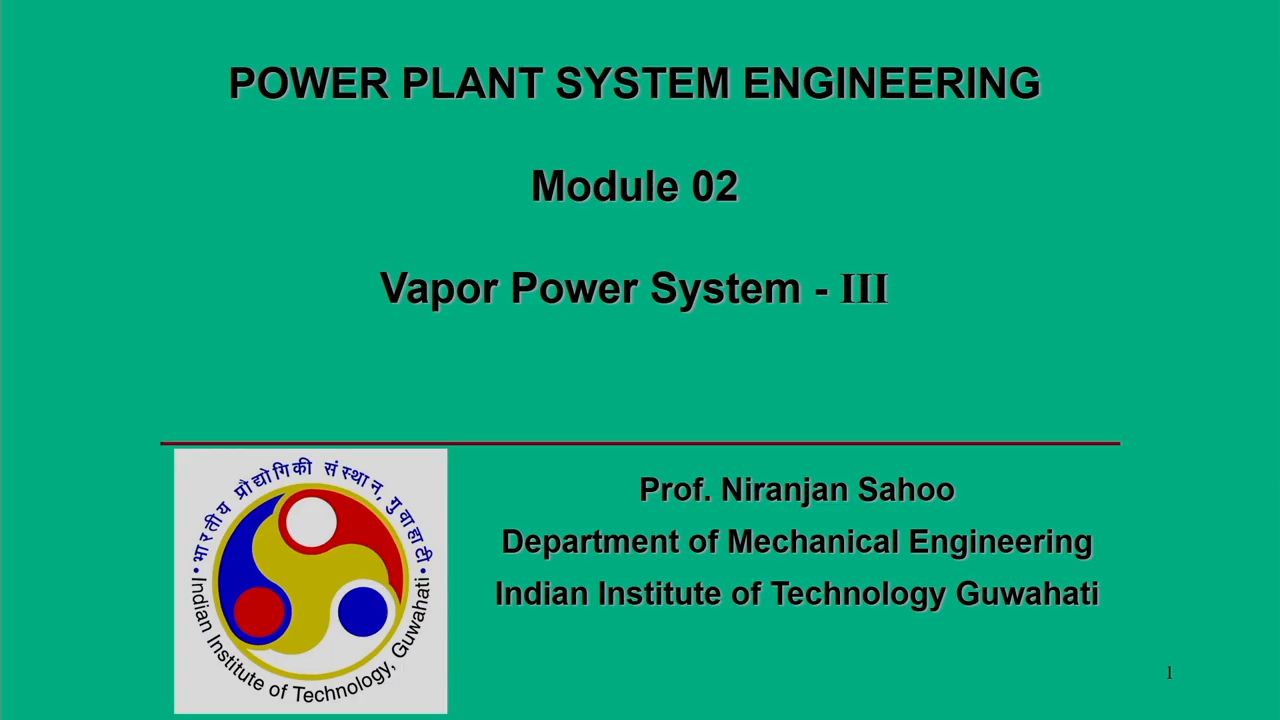 POWER PLANT SYSTEM ENGINEERING
Module 02
Vapor Power System - III
भारतीय प्रौद्योगिकी संस्थान, गुवाहाटी
Indian Institute of Technology, Guwahati
Prof. Niranjan Sahoo
Department of Mechanical Engineering
Indian Institute of Technology Guwahati
1